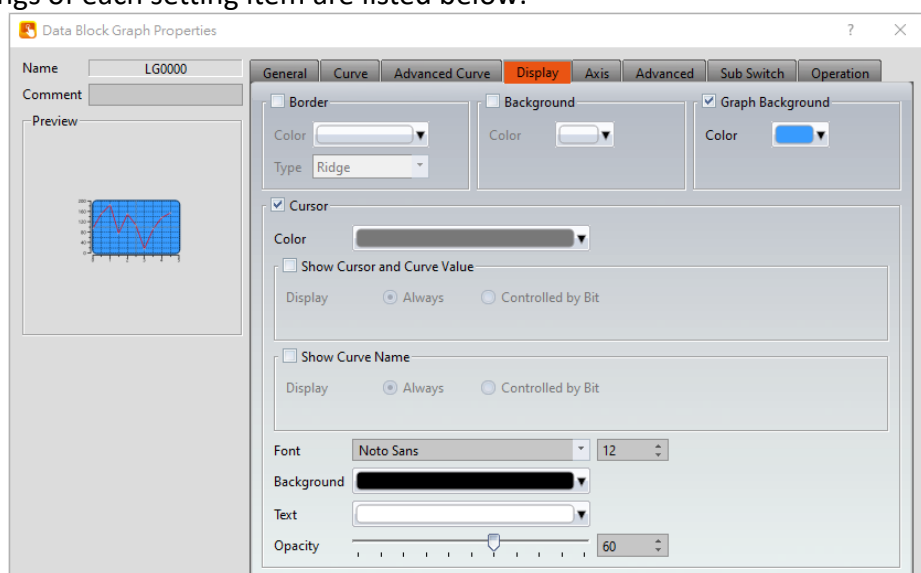 ngs of each setting item are listed below:
Data Block Graph Properties ? ×
Name LG0000
Comment
Preview
General Curve Advanced Curve Display Axis Advanced Sub Switch Operation
Border
Color
Type Ridge
Background
Color
Graph Background
Color
Cursor
Color
Show Cursor and Curve Value
Display Always Controlled by Bit
Show Curve Name
Display Always Controlled by Bit
Font Noto Sans 12
Background
Text
Opacity 60